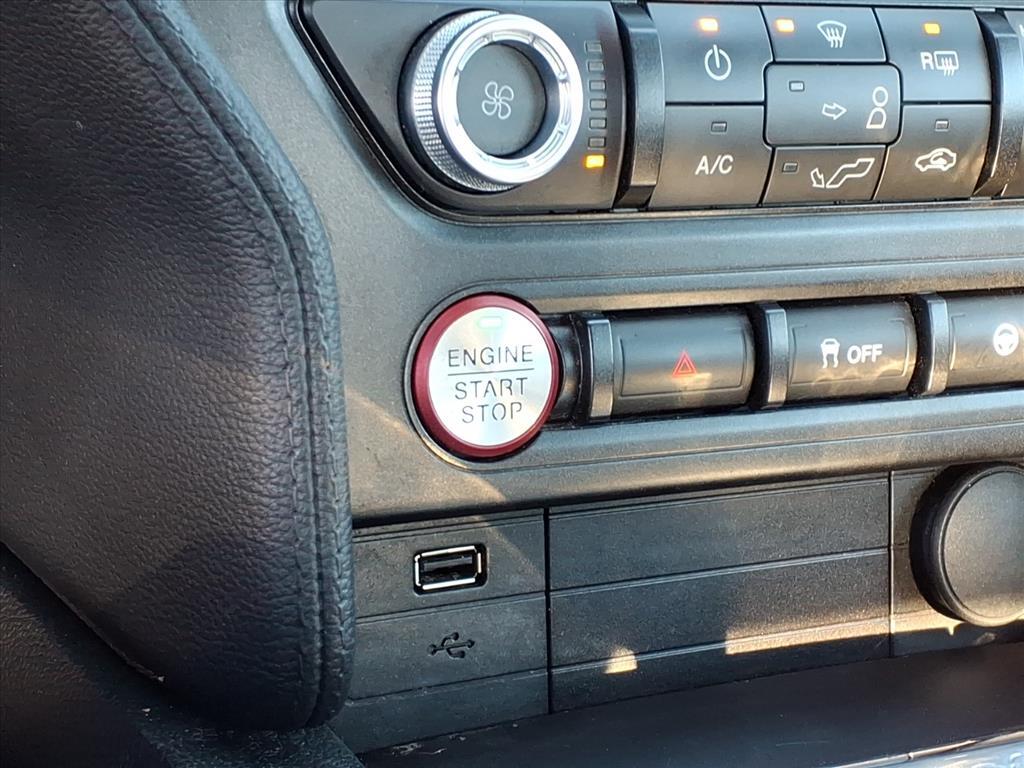 R
A/C
ENGINE
START
STOP
OFF